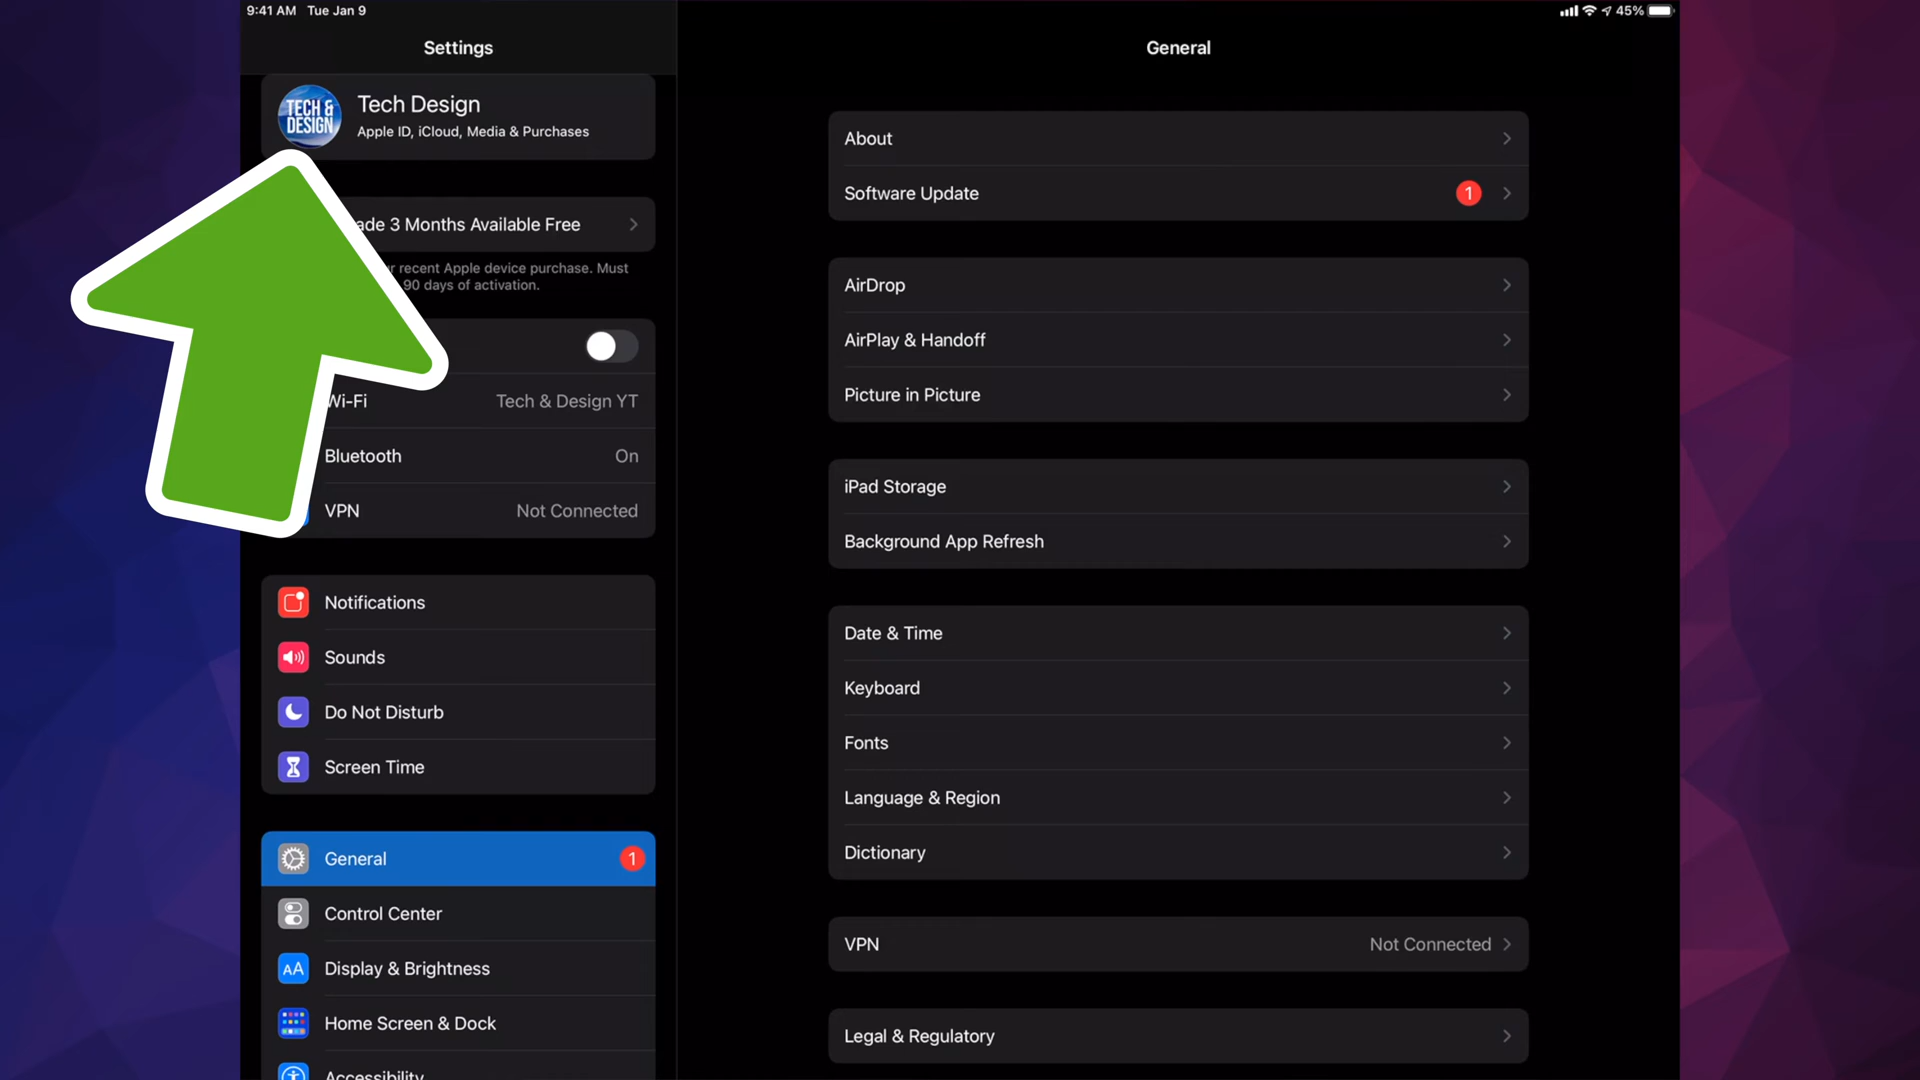 9:41 AM Tue Jan 9
45%
Settings
TECH &
DESIGN
Tech Design
Apple ID, iCloud, Media & Purchases
3 Months Available Free
recent Apple device purchase. Must
90 days of activation.
Wi-Fi Tech & Design YT
Bluetooth On
VPN Not Connected
Notifications
Sounds
Do Not Disturb
Screen Time
General 1
Control Center
AA Display & Brightness
Home Screen & Dock
Accessibility
General
About
Software Update 1
AirDrop
AirPlay & Handoff
Picture in Picture
iPad Storage
Background App Refresh
Date & Time
Keyboard
Fonts
Language & Region
Dictionary
VPN Not Connected
Legal & Regulatory